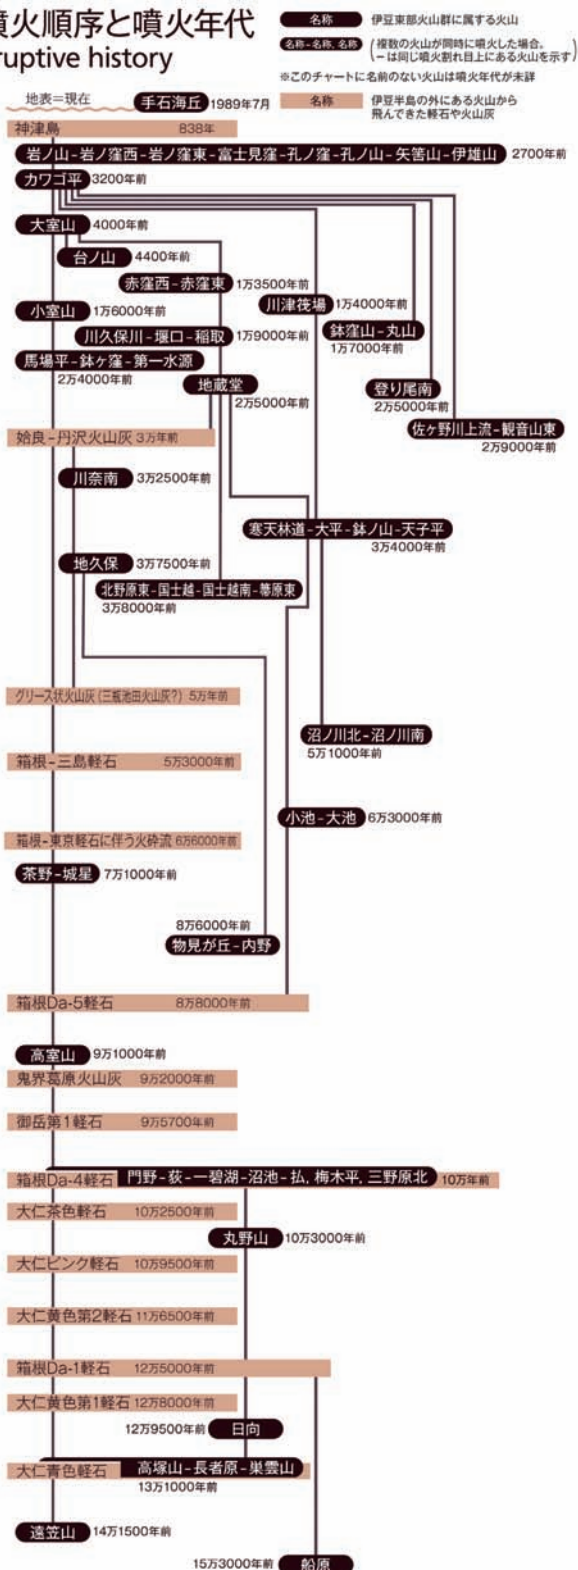 噴火順序と噴火年代
ruptive history
名称 伊豆東部火山群に属する火山
名称-名称, 名称 (複数の火山が同時に噴火した場合。
-は同じ噴火割れ目上にある火山を示す)
※このチャートに名前のない火山は噴火年代が未詳
名称 伊豆半島の外にある火山から
飛んできた軽石や火山灰
地表=現在
手石海丘 1989年7月
神津島 838年
岩ノ山-岩ノ窪西-岩ノ窪東-富士見窪-孔ノ窪-孔ノ山-矢筈山-伊雄山 2700年前
カワゴ平 3200年前
大室山 4000年前
台ノ山 4400年前
赤窪西-赤窪東 1万3500年前
川津筏場 1万4000年前
小室山 1万6000年前
鉢窪山-丸山
1万7000年前
川久保川-堰口-稲取 1万9000年前
馬場平-鉢ヶ窪-第一水源
2万4000年前
地蔵堂
2万5000年前
登り尾南
2万5000年前
佐ヶ野川上流-観音山東
2万9000年前
姶良-丹沢火山灰 3万年前
川奈南 3万2500年前
寒天林道-大平-鉢ノ山-天子平
3万4000年前
地久保 3万7500年前
北野原東-国士越-国士越南-箒原東
3万8000年前
グリース状火山灰(三瓶池田火山灰?) 5万年前
沼ノ川北-沼ノ川南
5万1000年前
箱根-三島軽石 5万3000年前
小池-大池 6万3000年前
箱根-東京軽石に伴う火砕流 6万6000年前
茶野-城星 7万1000年前
8万6000年前
物見が丘-内野
箱根Da-5軽石 8万8000年前
高室山 9万1000年前
鬼界葛原火山灰 9万2000年前
御岳第1軽石 9万5700年前
箱根Da-4軽石 門野-荻-一碧湖-沼池-払, 梅木平, 三野原北 10万年前
大仁茶色軽石 10万2500年前
丸野山 10万3000年前
大仁ピンク軽石 10万9500年前
大仁黄色第2軽石 11万6500年前
箱根Da-1軽石 12万5000年前
大仁黄色第1軽石 12万8000年前
12万9500年前 日向
大仁青色軽石 高塚山-長者原-巣雲山
13万1000年前
遠笠山 14万1500年前
15万3000年前 船原